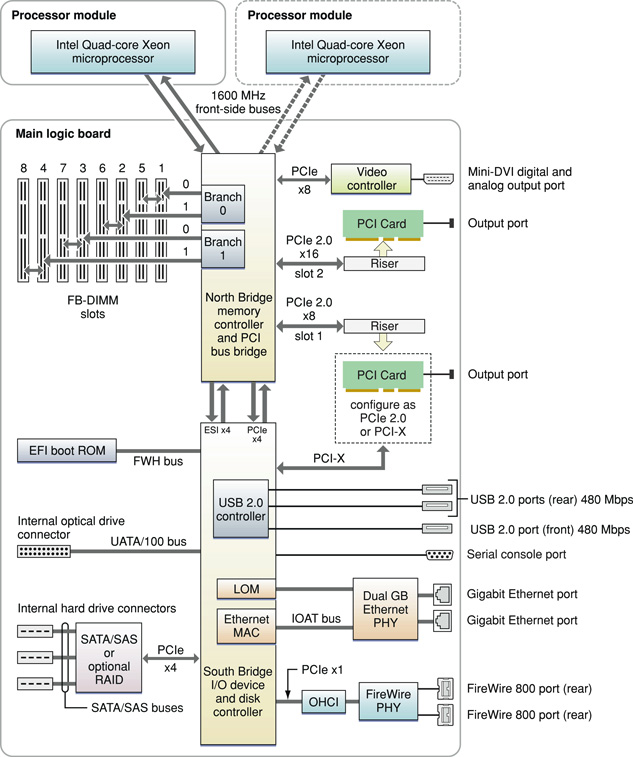 Processor module
Intel Quad-core Xeon
microprocessor
Processor module
Intel Quad-core Xeon
microprocessor
1600 MHz
front-side buses
Main logic board
8 4 7 3 6 2 5 1
0
1
0
1
Branch
0
Branch
1
FB-DIMM
slots
North Bridge
memory
controller
and PCI
bus bridge
PCIe
x8
Video
controller
Mini-DVI digital and
analog output port
PCI Card
Output port
PCIe 2.0
x16
slot 2
Riser
PCIe 2.0
x8
slot 1
Riser
PCI Card
Output port
configure as
PCIe 2.0
or PCI-X
ESI x4
PCIe
x4
EFI boot ROM
FWH bus
PCI-X
USB 2.0
controller
USB 2.0 ports (rear) 480 Mbps
USB 2.0 port (front) 480 Mbps
Internal optical drive
connector
UATA/100 bus
Serial console port
LOM
Ethernet
MAC
IOAT bus
Dual GB
Ethernet
PHY
Gigabit Ethernet port
Gigabit Ethernet port
Internal hard drive connectors
SATA/SAS
or
optional
RAID
PCIe
x4
SATA/SAS buses
South Bridge
I/O device
and disk
controller
PCIe x1
OHCI
FireWire
PHY
FireWire 800 port (rear)
FireWire 800 port (rear)